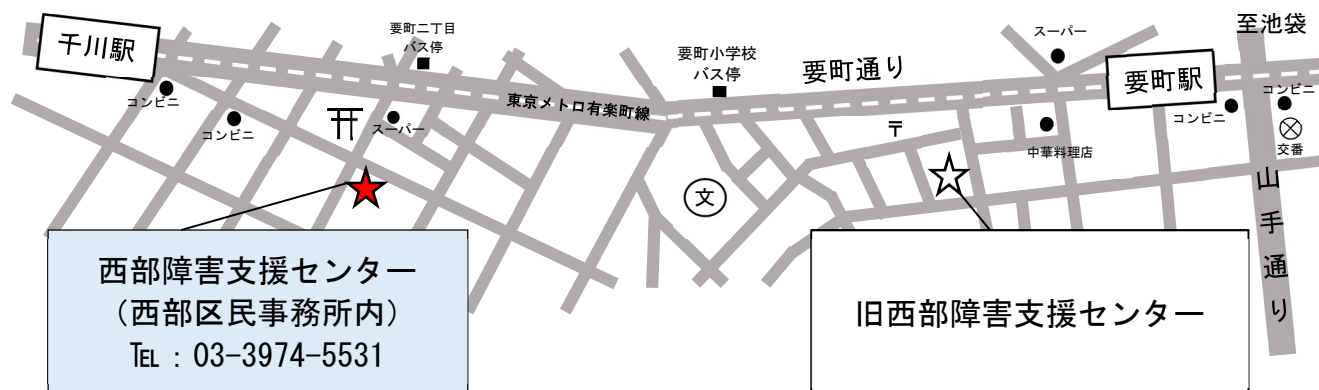 千川駅
要町二丁目
バス停
コンビニ
コンビニ
スーパー
東京メトロ有楽町線
要町小学校
バス停
要町通り
スーパー
至池袋
要町駅
コンビニ
コンビニ
交番
〒
中華料理店
文
山手通り
西部障害支援センター
（西部区民事務所内）
℡：03-3974-5531
旧西部障害支援センター